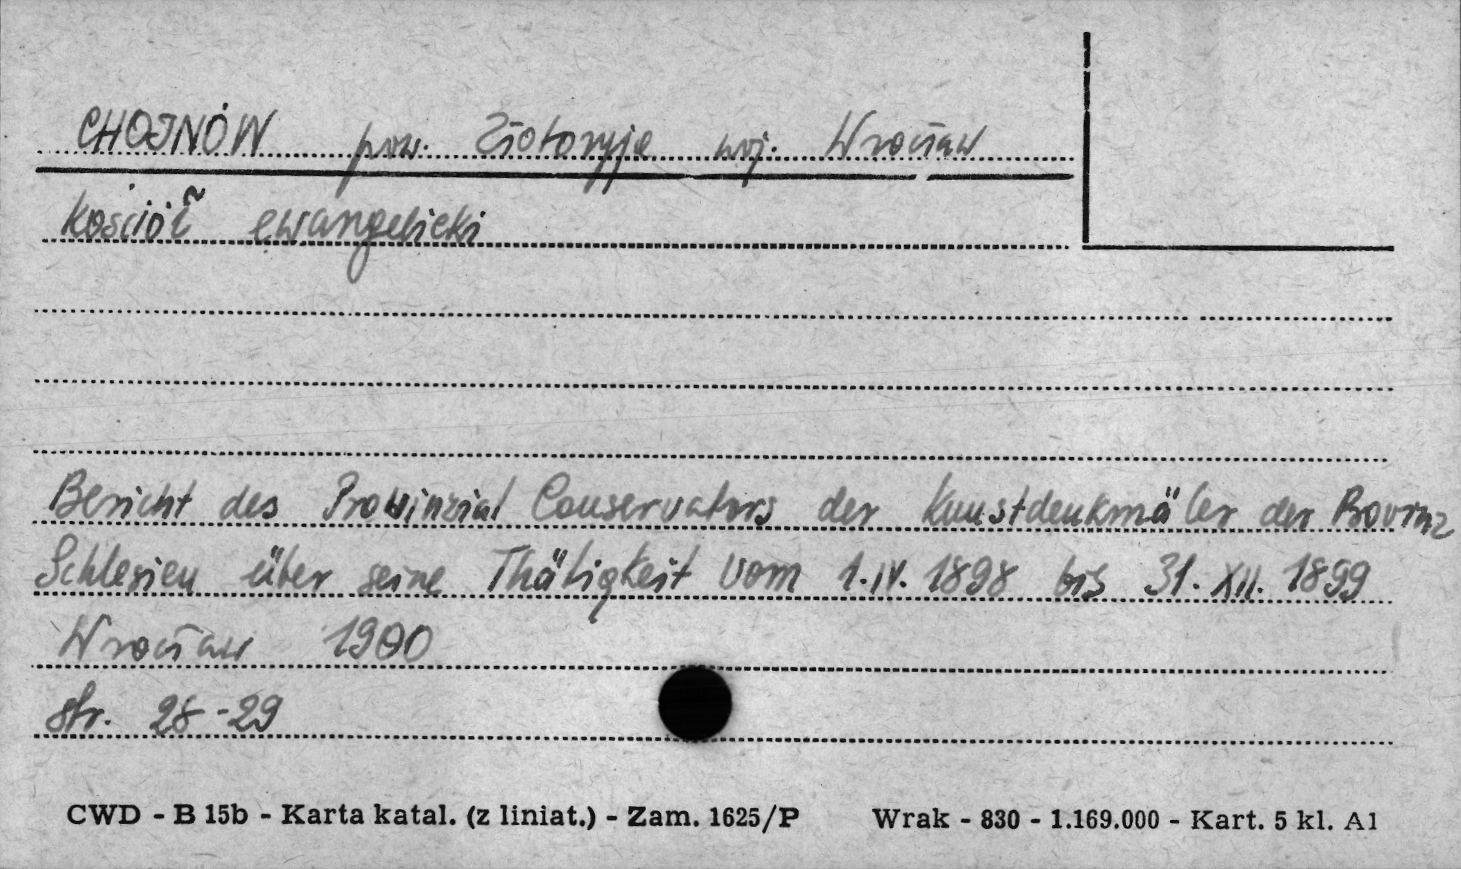 CHOJNÓW pow. Złotoryja woj. Wrocław
kościół ewangelicki
Bericht des Provinzial Conservators der Kunstdenkmäler der Provinz
Schlesien über seine Thätigkeit vom 1.IV. 1898 bis 31. XII. 1899
Wrocław 1900
str. 28-29
CWD - B 15b - Karta katal. (z liniat.) - Zam. 1625/P Wrak - 830 - 1.169.000 - Kart. 5 kl. A1